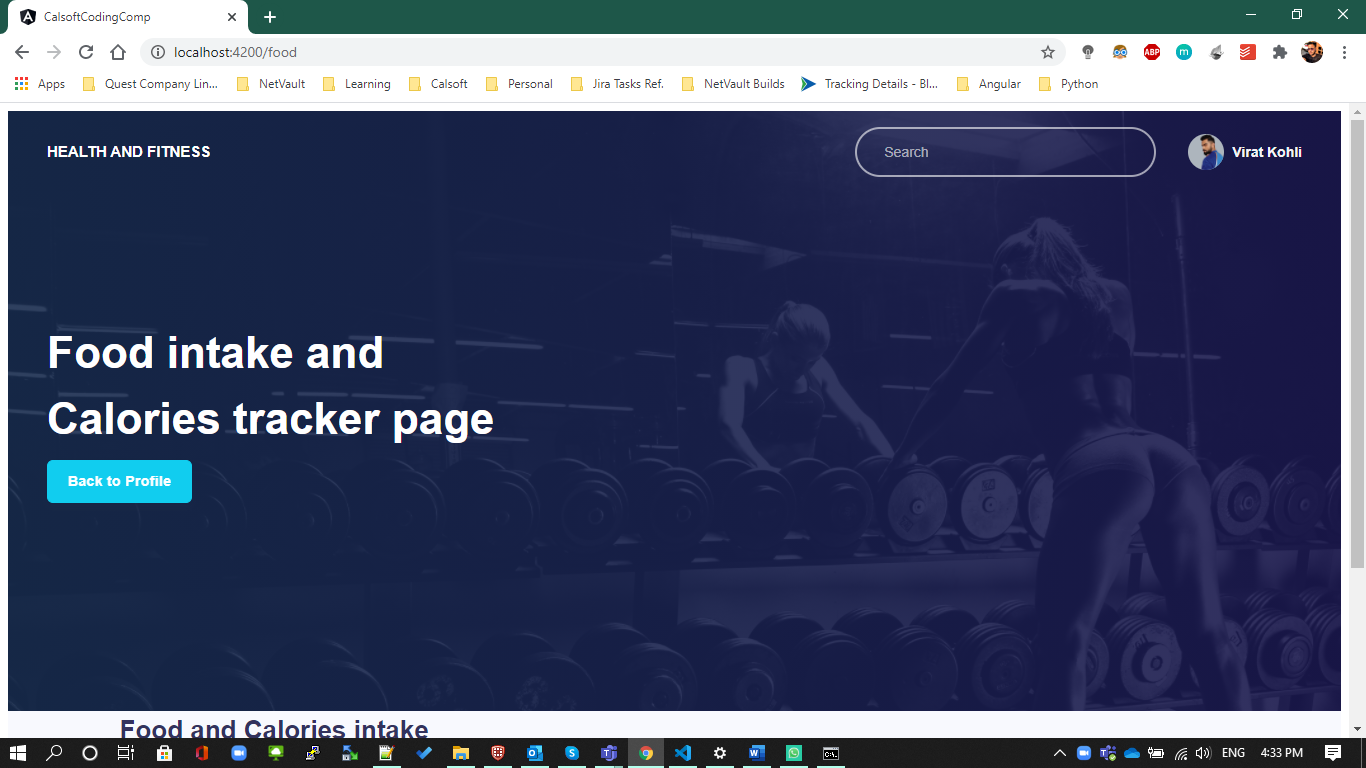 CalsoftCodingComp
localhost:4200/food
ABP
m
Apps
Quest Company Lin...
NetVault
Learning
Calsoft
Personal
Jira Tasks Ref.
NetVault Builds
Tracking Details - Bl...
Angular
Python
HEALTH AND FITNESS
Search
Virat Kohli
Food intake and
Calories tracker page
Back to Profile
Food and Calories intake
ENG
4:33 PM